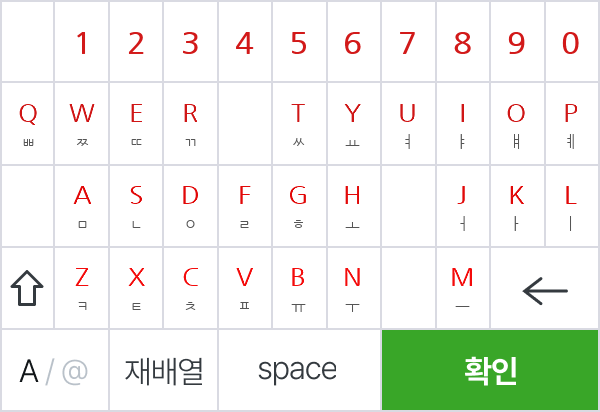 1 2 3 4 5 6 7 8 9 0
Q W E R T Y U I O P
ㅃ ㅉ ㄸ ㄲ ㅆ ㅛ ㅕ ㅑ ㅒ ㅖ
A S D F G H J K L
ㅁ ㄴ ㅇ ㄹ ㅎ ㅗ ㅓ ㅏ ㅣ
Z X C V B N M
ㅋ ㅌ ㅊ ㅍ ㅠ ㅜ ㅡ
A/@ 재배열 space 확인